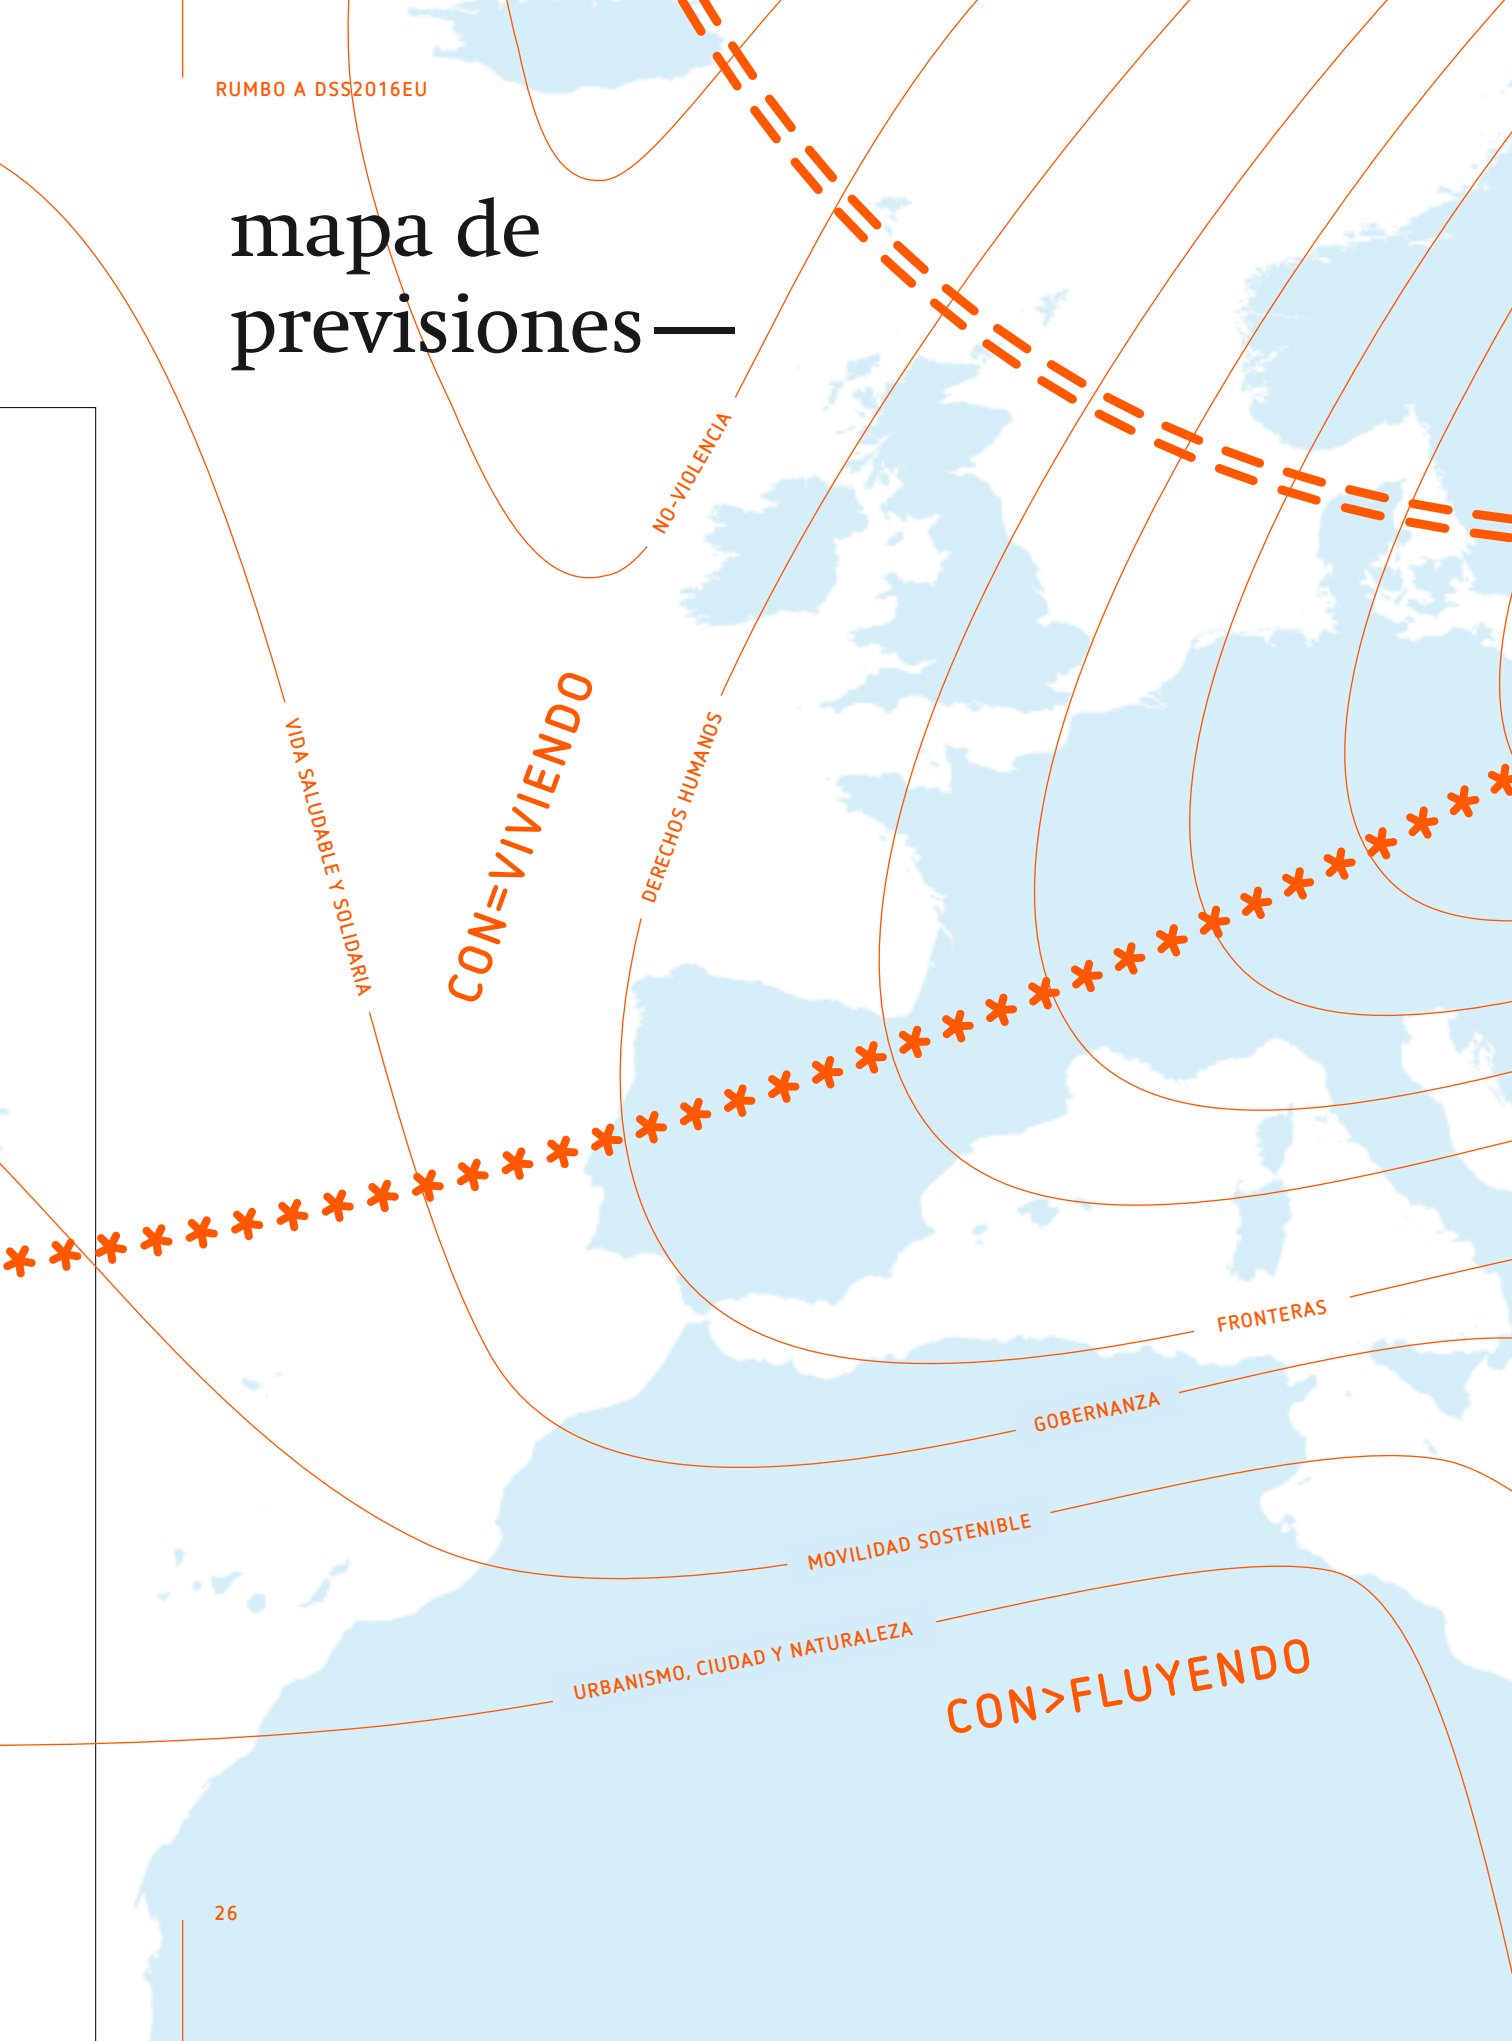 RUMBO A DSS2016EU
mapa de
previsiones—
NO-VIOLENCIA
VIDA SALUDABLE Y SOLIDARIA
CON=VIVIENDO
DERECHOS HUMANOS
FRONTERAS
GOBERNANZA
MOVILIDAD SOSTENIBLE
URBANISMO, CIUDAD Y NATURALEZA
CON>FLUYENDO
26